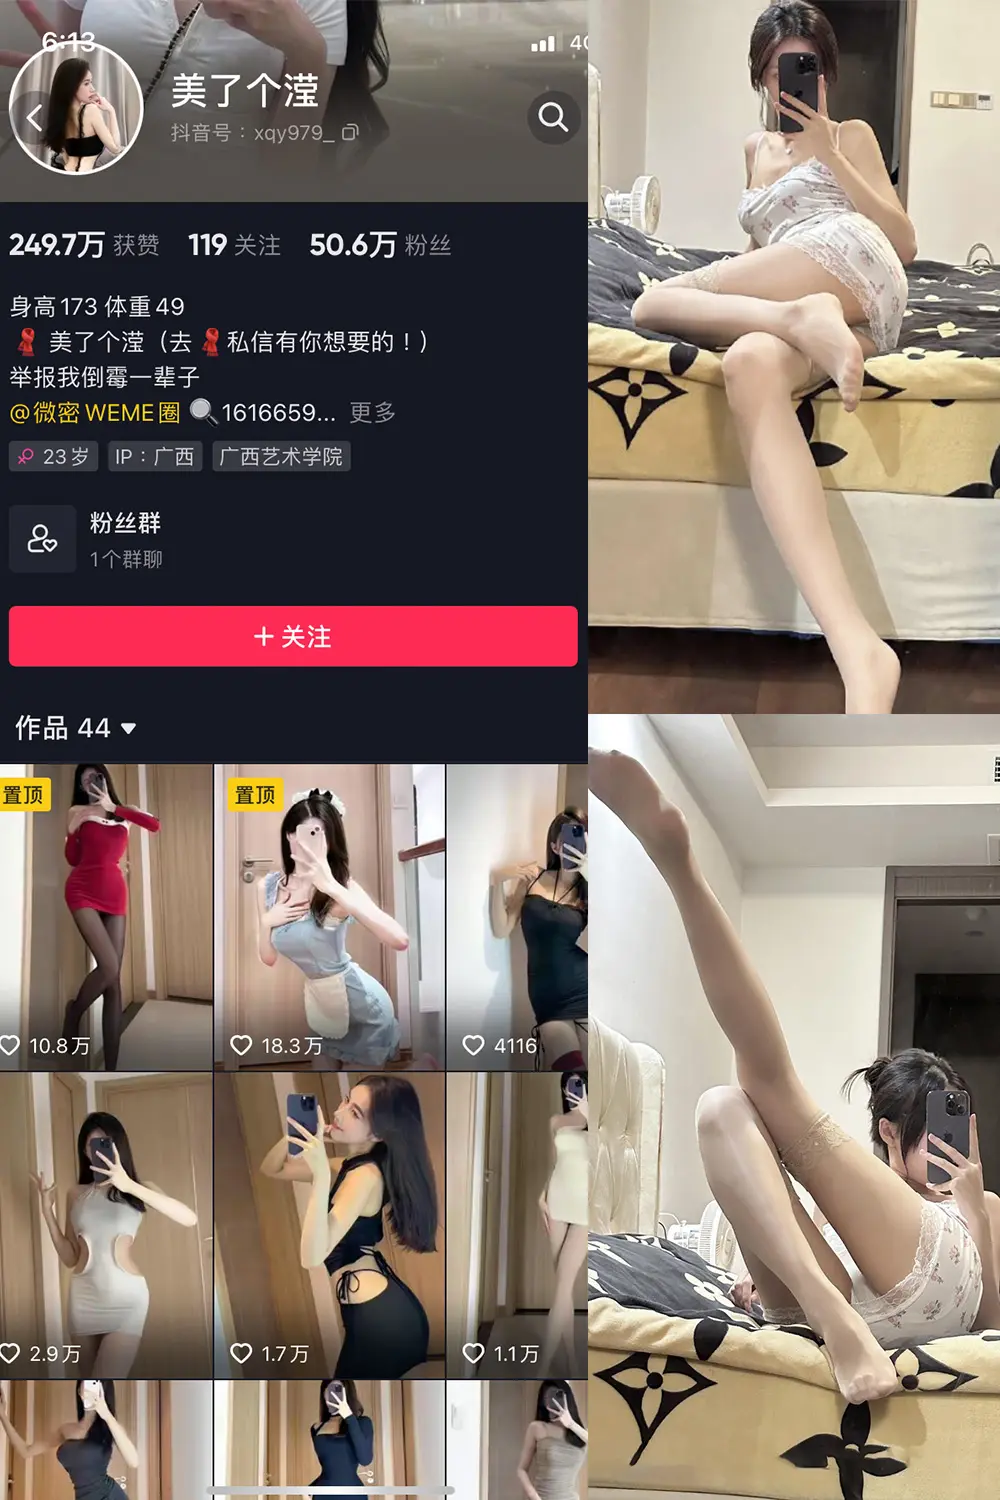 6:13
美了个滢
抖音号：xqy979_
249.7万 获赞 119 关注 50.6万 粉丝
身高173 体重49
美了个滢（去 私信有你想要的！）
举报我倒霉一辈子
@微密WEME圈 1616659... 更多
23岁 IP：广西 广西艺术学院
粉丝群
1个群聊
+ 关注
作品 44
置顶
置顶
10.8万
18.3万
4116
2.9万
1.7万
1.1万